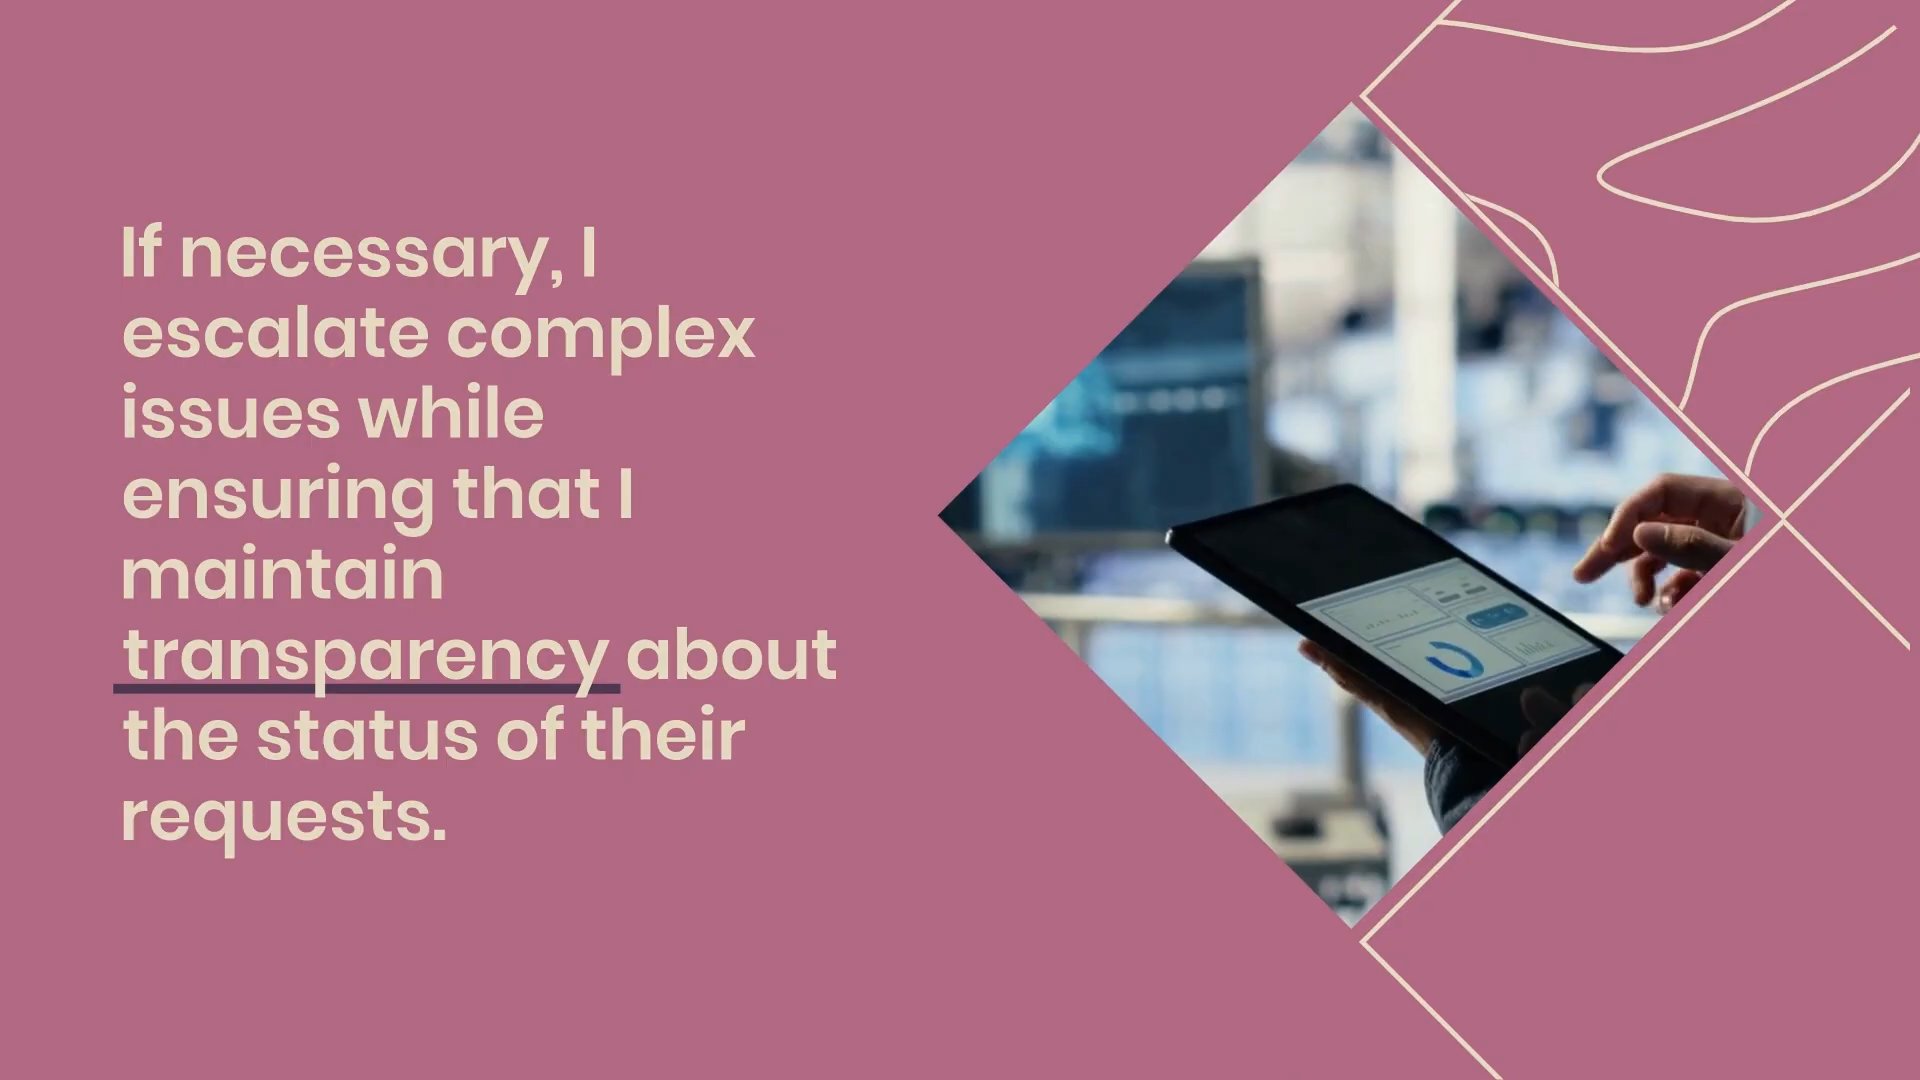 If necessary, I
escalate complex
issues while
ensuring that I
maintain
transparency about
the status of their
requests.